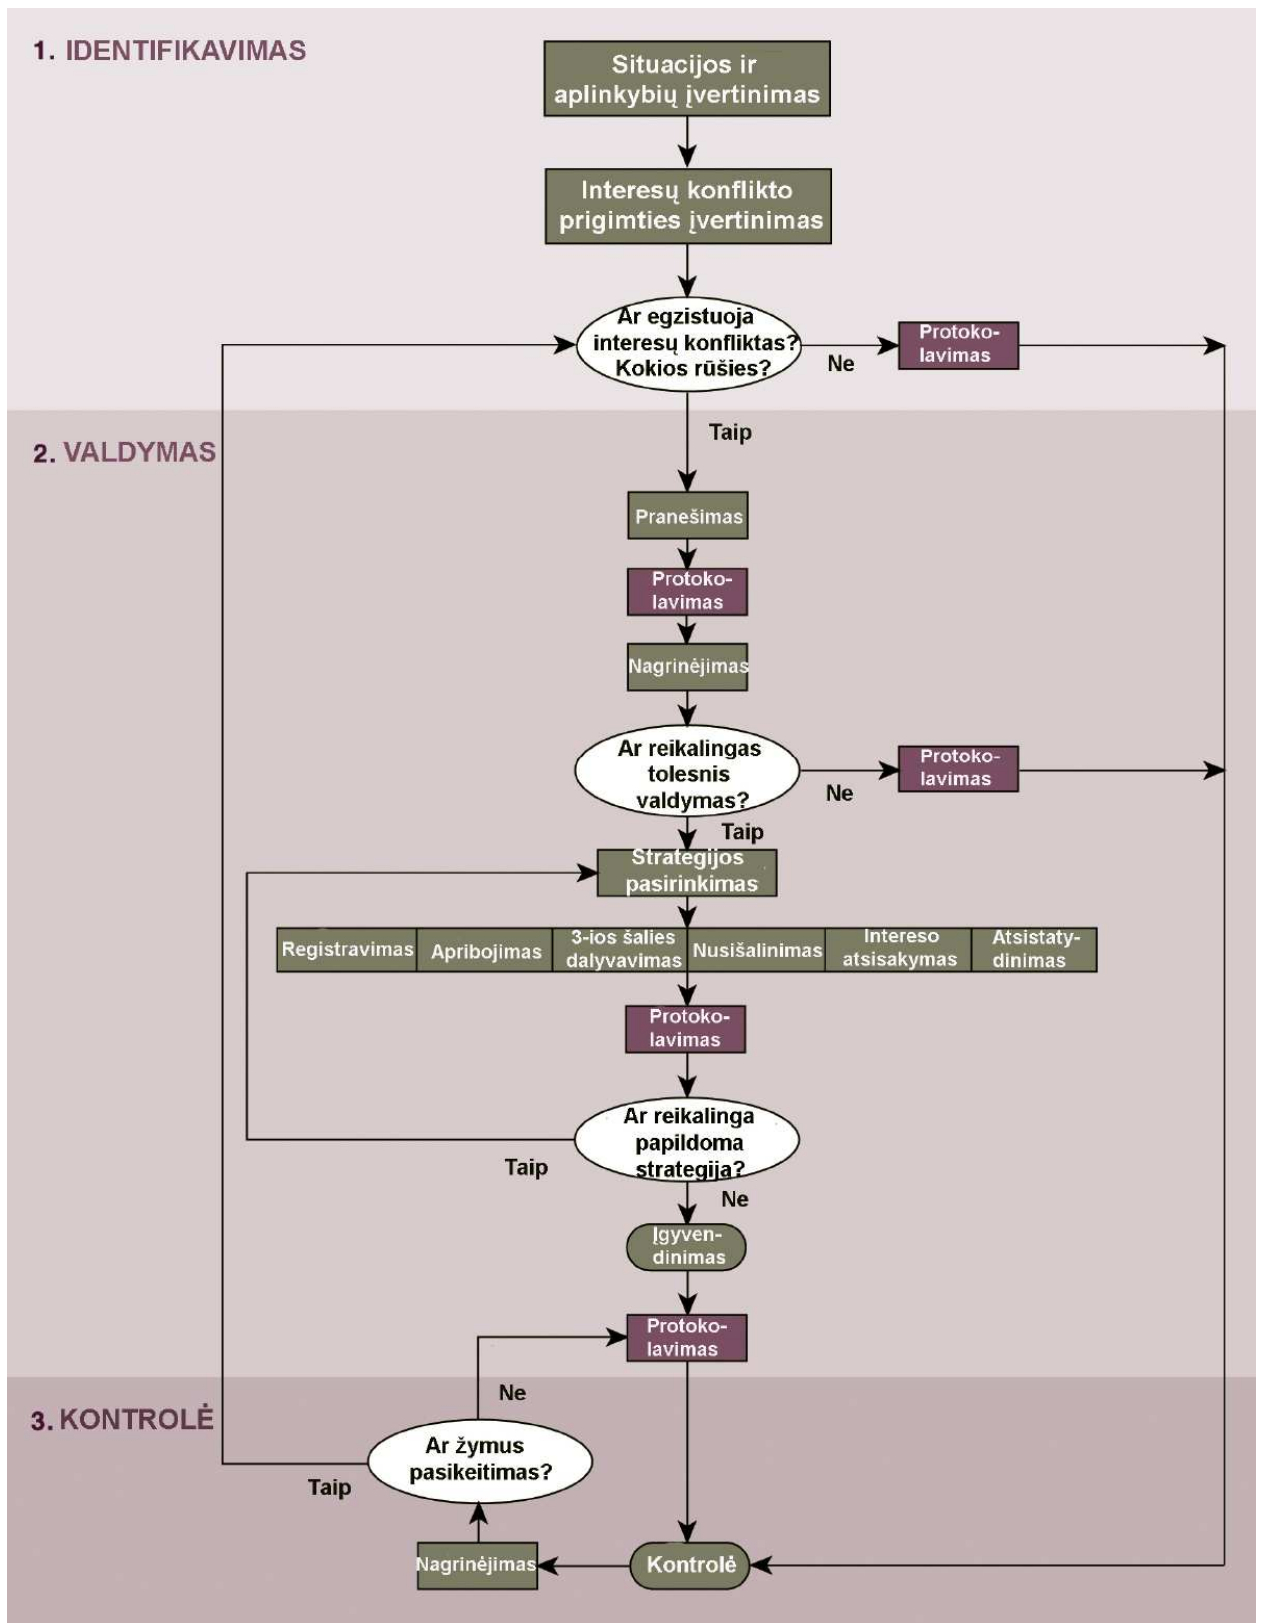 1. IDENTIFIKAVIMAS
Situacijos ir
aplinkybių įvertinimas
Interesų konflikto
prigimties įvertinimas
Ar egzistuoja
interesų konfliktas?
Kokios rūšies?
Ne
Protoko-
lavimas
Taip
2. VALDYMAS
Pranešimas
Protoko-
lavimas
Nagrinėjimas
Ar reikalingas
tolesnis
valdymas?
Ne
Protoko-
lavimas
Taip
Strategijos
pasirinkimas
Registravimas
Apribojimas
3-ios šalies
dalyvavimas
Nusišalinimas
Intereso
atsisakymas
Atsistaty-
dinimas
Protoko-
lavimas
Ar reikalinga
papildoma
strategija?
Taip
Ne
Įgyven-
dinimas
Protoko-
lavimas
Ne
3. KONTROLĖ
Ar žymus
pasikeitimas?
Taip
Nagrinėjimas
Kontrolė